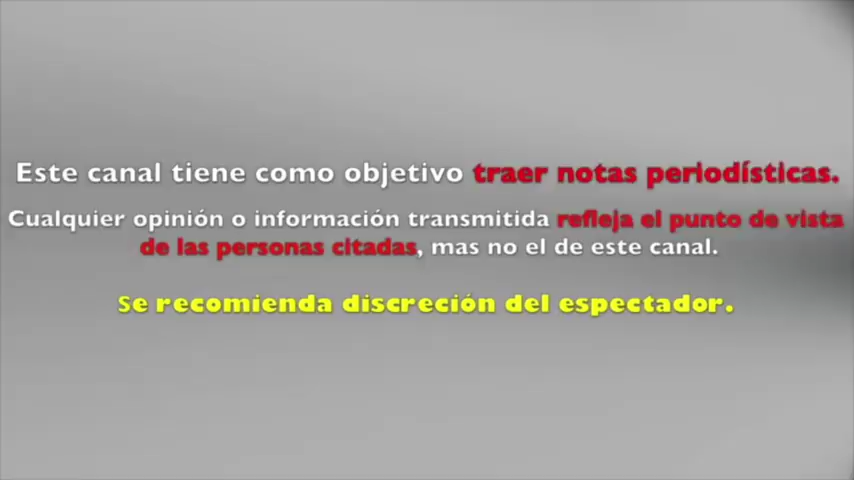 Este canal tiene como objetivo traer notas periodísticas.
Cualquier opinión o información transmitida refleja el punto de vista
de las personas citadas, mas no el de este canal.
Se recomienda discreción del espectador.